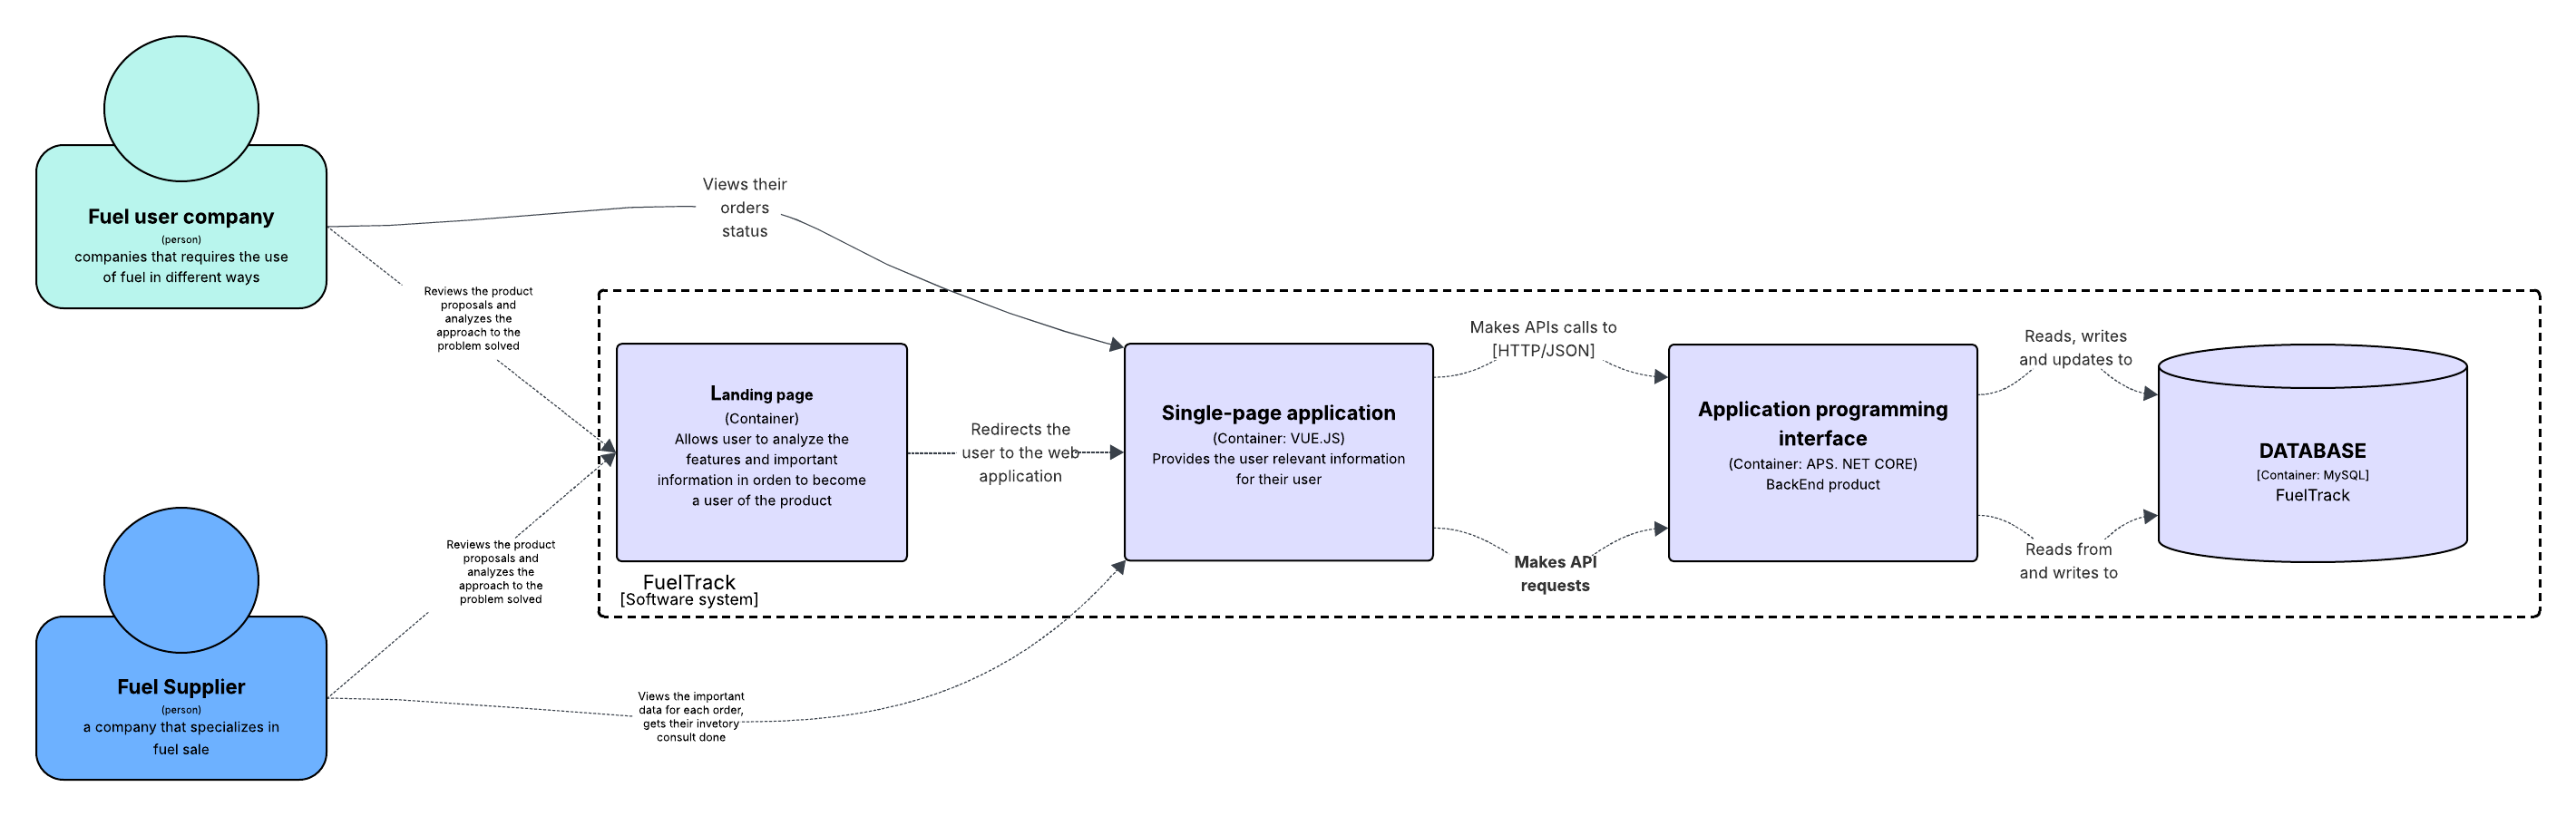 Fuel user company
(person)
companies that requires the use
of fuel in different ways
Views their
orders
status
Reviews the product
proposals and
analyzes the
approach to the
problem solved
Landing page
(Container)
Allows user to analyze the
features and important
information in orden to become
a user of the product
FuelTrack
[Software system]
Redirects the
user to the web
application
Single-page application
(Container: VUE.JS)
Provides the user relevant information
for their user
Makes APIs calls to
[HTTP/JSON]
Makes API
requests
Application programming
interface
(Container: APS. NET CORE)
BackEnd product
Reads, writes
and updates to
Reads from
and writes to
DATABASE
[Container: MySQL]
FuelTrack
Reviews the product
proposals and
analyzes the
approach to the
problem solved
Fuel Supplier
(person)
a company that specializes in
fuel sale
Views the important
data for each order,
gets their invetory
consult done